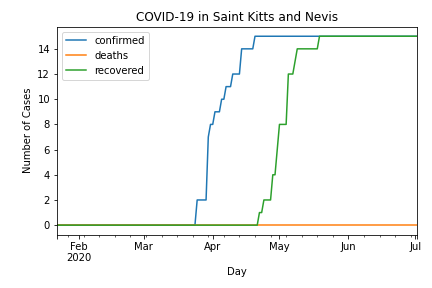 COVID-19 in Saint Kitts and Nevis
confirmed
deaths
recovered
Number of Cases
14
12
10
8
6
4
2
0
Feb Mar Apr May Jun Jul
2020
Day